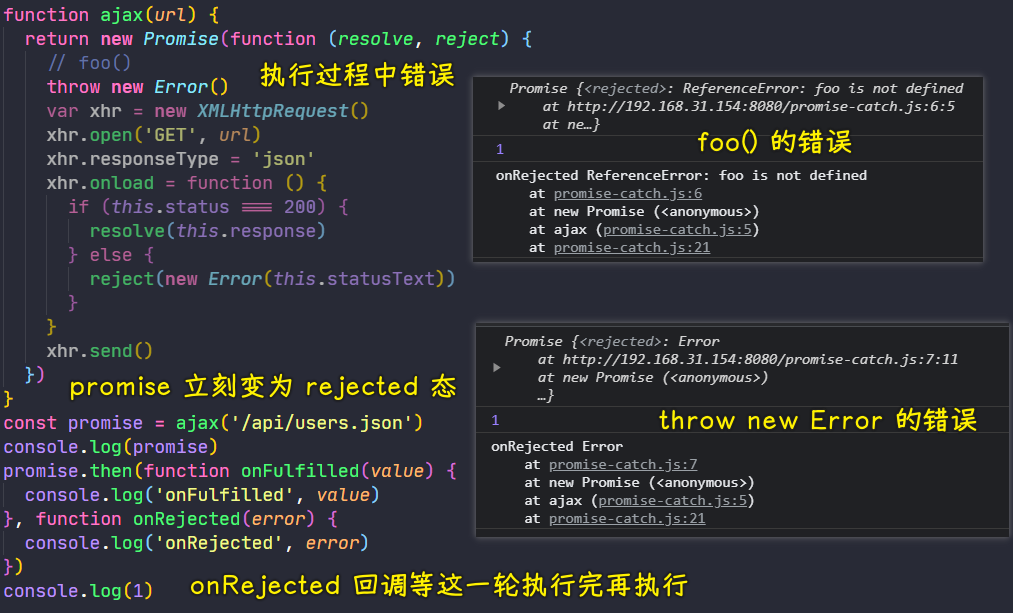 function ajax(url) {
return new Promise(function (resolve, reject) {
// foo()
throw new Error()
执行过程中错误
var xhr = new XMLHttpRequest()
xhr.open('GET', url)
xhr.responseType = 'json'
xhr.onload = function () {
if (this.status === 200) {
resolve(this.response)
} else {
reject(new Error(this.statusText))
}
}
xhr.send()
})
promise 立刻变为 rejected 态
}
const promise = ajax('/api/users.json')
console.log(promise)
promise.then(function onFulfilled(value) {
console.log('onFulfilled', value)
}, function onRejected(error) {
console.log('onRejected', error)
})
console.log(1)
onRejected 回调等这一轮执行完再执行
Promise {<rejected>: ReferenceError: foo is not defined
at http://192.168.31.154:8080/promise-catch.js:6:5
at ne…}
foo() 的错误
1
onRejected ReferenceError: foo is not defined
at promise-catch.js:6
at new Promise (<anonymous>)
at ajax (promise-catch.js:5)
at promise-catch.js:21
Promise {<rejected>: Error
at http://192.168.31.154:8080/promise-catch.js:7:11
at new Promise (<anonymous>)
…}
throw new Error 的错误
1
onRejected Error
at promise-catch.js:7
at new Promise (<anonymous>)
at ajax (promise-catch.js:5)
at promise-catch.js:21